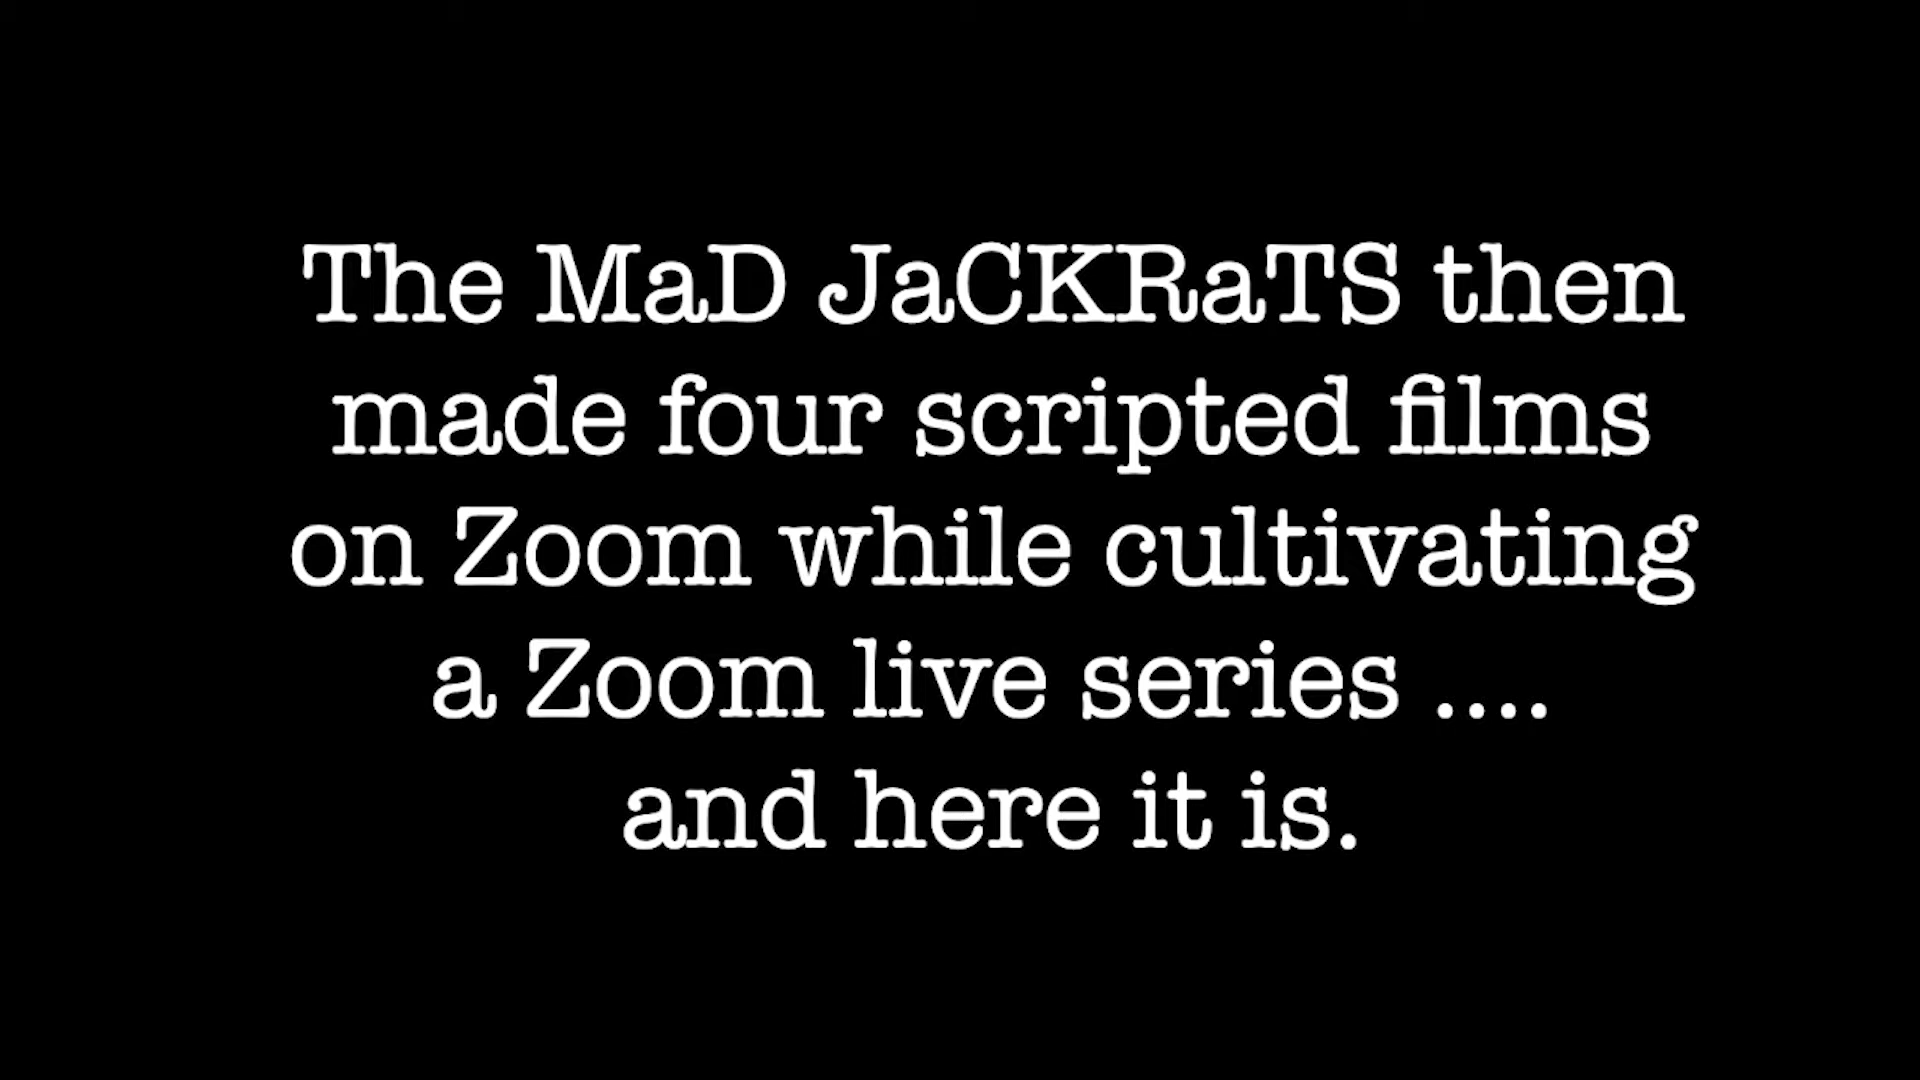 The MaD JaCKRaTS then
made four scripted films
on Zoom while cultivating
a Zoom live series ....
and here it is.